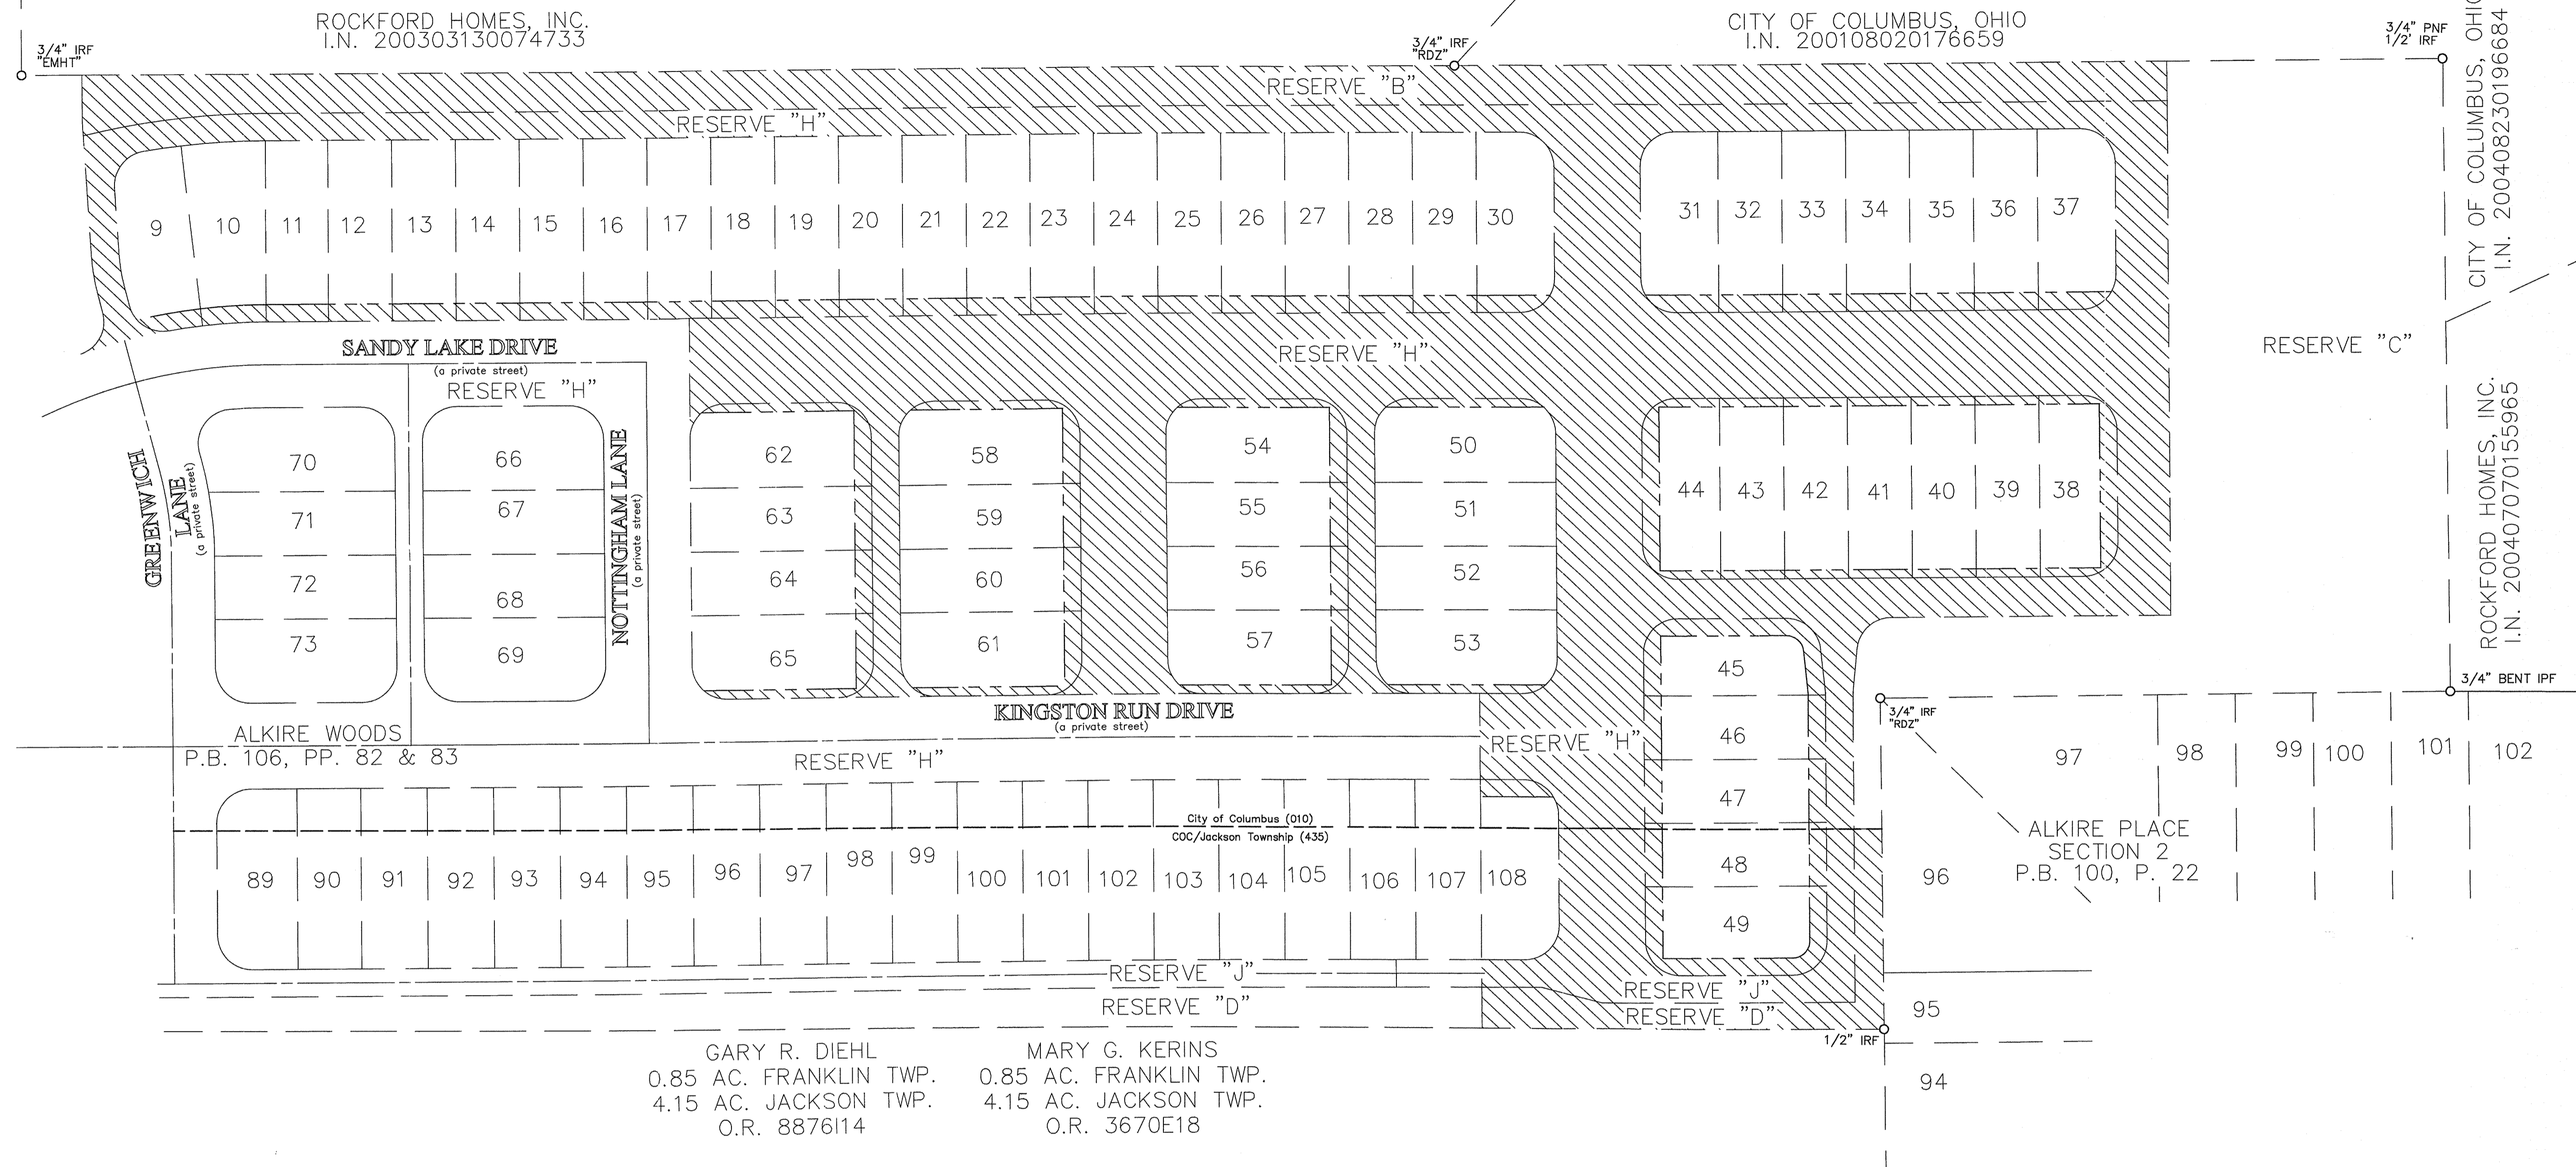 ROCKFORD HOMES, INC.
I.N. 200303130074733
CITY OF COLUMBUS, OHIO
I.N. 200108020176659
3/4" IRF
"EMHT"
3/4" IRF
"RDZ"
3/4" PNF
1/2' IRF
CITY OF COLUMBUS, OHIO
I.N. 200408230196684
RESERVE "B"
RESERVE "H"
9 10 11 12 13 14 15 16 17 18 19 20 21 22 23 24 25 26 27 28 29 30 31 32 33 34 35 36 37
SANDY LAKE DRIVE
(a private street)
RESERVE "H"
RESERVE "H"
RESERVE "C"
GREENWICH
LANE
(a private street)
70
71
72
73
66
67
68
69
NOTTINGHAM LANE
(a private street)
62
63
64
65
58
59
60
61
54
55
56
57
50
51
52
53
44 43 42 41 40 39 38
ROCKFORD HOMES, INC.
I.N. 200407070155965
45
46
47
48
49
3/4" BENT IPF
3/4" IRF
"RDZ"
KINGSTON RUN DRIVE
(a private street)
ALKIRE WOODS
P.B. 106, PP. 82 & 83
RESERVE "H"
RESERVE "H"
97 98 99 100 101 102
City of Columbus (010)
COC/Jackson Township (435)
ALKIRE PLACE
SECTION 2
P.B. 100, P. 22
89 90 91 92 93 94 95 96 97 98 99 100 101 102 103 104 105 106 107 108
96
RESERVE "J"
RESERVE "D"
RESERVE "J"
RESERVE "D"
95
1/2" IRF
94
GARY R. DIEHL
0.85 AC. FRANKLIN TWP.
4.15 AC. JACKSON TWP.
O.R. 8876I14
MARY G. KERINS
0.85 AC. FRANKLIN TWP.
4.15 AC. JACKSON TWP.
O.R. 3670E18